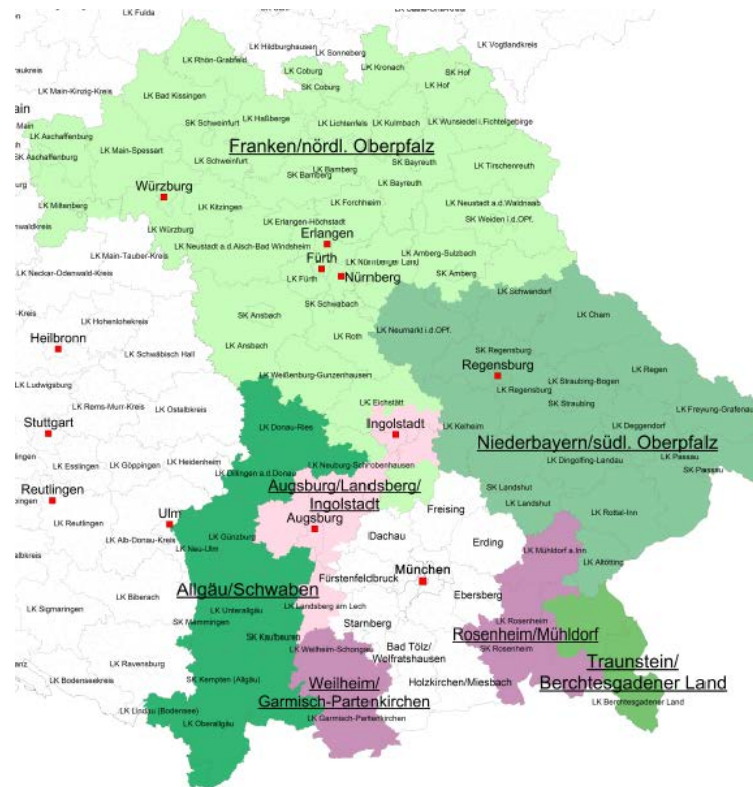 LK Fulda
LK Hildburghausen
LK Sonneberg
LK Vogtlandkreis
LK Rhön-Grabfeld
LK Coburg
SK Coburg
LK Kronach
SK Hof
LK Hof
LK Main-Kinzig-Kreis
LK Bad Kissingen
LK Aschaffenburg
SK Aschaffenburg
SK Schweinfurt
LK Haßberge
LK Lichtenfels
LK Kulmbach
LK Wunsiedel i.Fichtelgebirge
LK Main-Spessart
Franken/nördl. Oberpfalz
LK Schweinfurt
LK Bamberg
SK Bamberg
SK Bayreuth
LK Bayreuth
LK Tirschenreuth
Würzburg
LK Miltenberg
LK Kitzingen
LK Forchheim
LK Neustadt a.d.Waldnaab
SK Weiden i.d.OPf.
LK Würzburg
LK Erlangen-Höchstadt
Erlangen
LK Neustadt a.d.Aisch-Bad Windsheim
LK Main-Tauber-Kreis
LK Neckar-Odenwald-Kreis
Fürth
LK Nürnberger Land
LK Amberg-Sulzbach
SK Amberg
LK Fürth
Nürnberg
LK Schwandorf
SK Schwabach
SK Ansbach
LK Hohenlohekreis
LK Roth
LK Neumarkt i.d.OPf.
LK Cham
Heilbronn
LK Ansbach
LK Schwäbisch Hall
SK Regensburg
Regensburg
LK Regen
LK Ludwigsburg
LK Weißenburg-Gunzenhausen
LK Regensburg
LK Straubing-Bogen
SK Straubing
LK Rems-Murr-Kreis
LK Ostalbkreis
LK Eichstätt
LK Freyung-Grafenau
Stuttgart
LK Donau-Ries
Ingolstadt
LK Kelheim
LK Deggendorf
Niederbayern/südl. Oberpfalz
LK Esslingen
LK Göppingen
LK Heidenheim
LK Dillingen a.d.Donau
LK Neuburg-Schrobenhausen
LK Dingolfing-Landau
LK Passau
SK Passau
Reutlingen
Augsburg/Landsberg/
Ingolstadt
SK Landshut
LK Landshut
LK Rottal-Inn
LK Reutlingen
Ulm
Augsburg
Freising
Dachau
LK Alb-Donau-Kreis
LK Neu-Ulm
LK Günzburg
Erding
LK Mühldorf a.Inn
LK Altötting
München
LK Biberach
Allgäu/Schwaben
Fürstenfeldbruck
Ebersberg
LK Sigmaringen
LK Unterallgäu
SK Memmingen
LK Landsberg am Lech
Starnberg
LK Rosenheim
Rosenheim/Mühldorf
SK Rosenheim
SK Kaufbeuren
LK Weilheim-Schongau
Bad Tölz/
Wolfratshausen
LK Ravensburg
LK Bodenseekreis
SK Kempten (Allgäu)
Weilheim/
Garmisch-Partenkirchen
Holzkirchen/Miesbach
Traunstein/
Berchtesgadener Land
LK Berchtesgadener Land
LK Lindau (Bodensee)
LK Oberallgäu
LK Garmisch-Partenkirchen